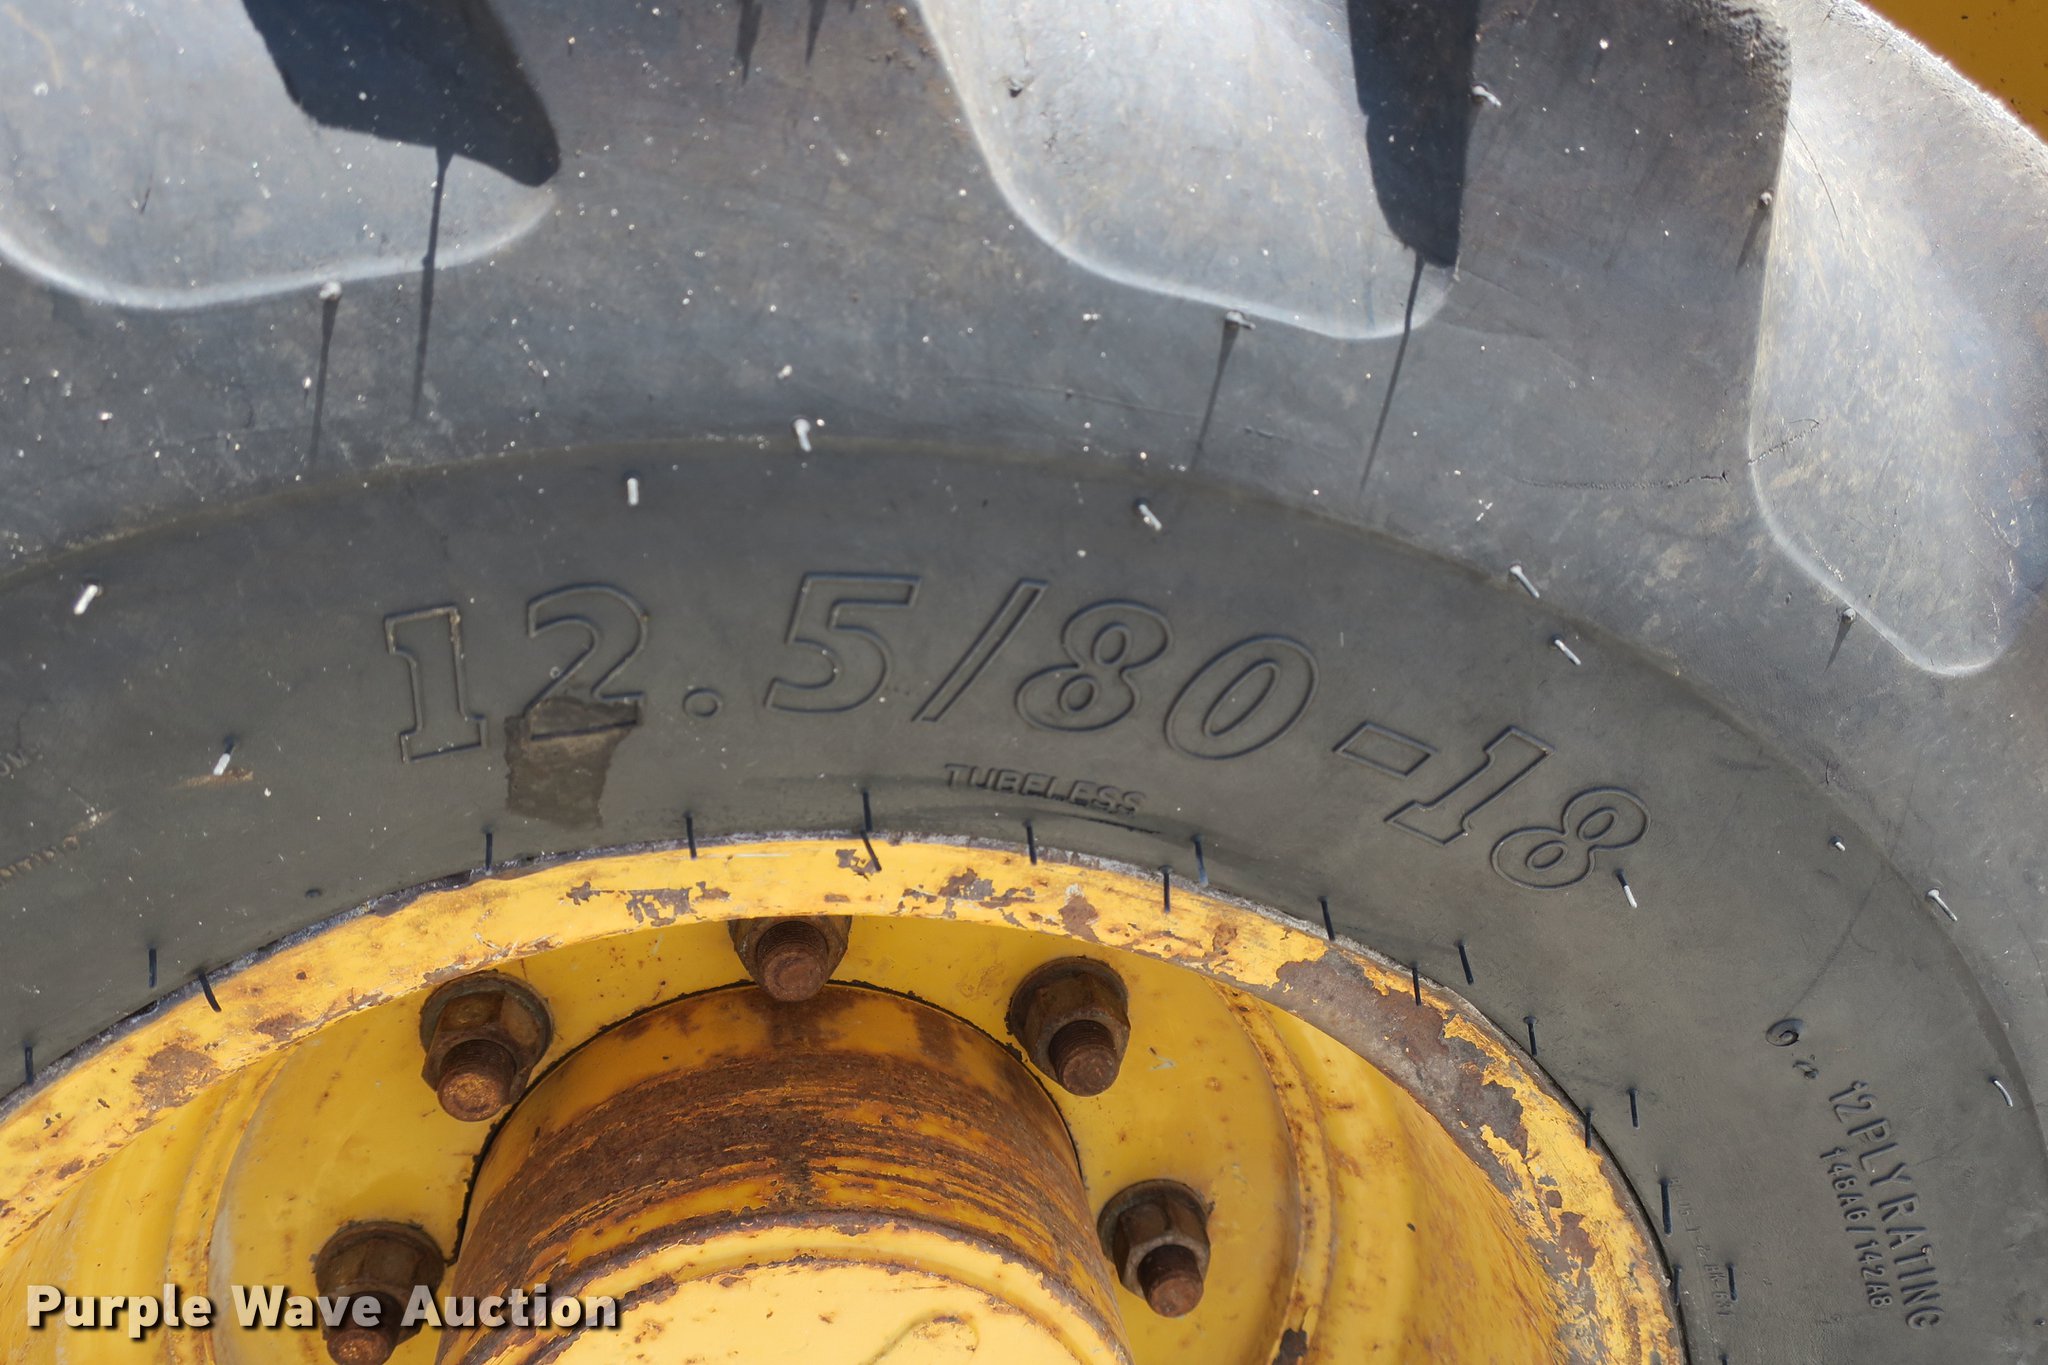 12.5/80-18
TUBELESS
12 PLY RATING
148A6/142A8
Purple Wave Auction